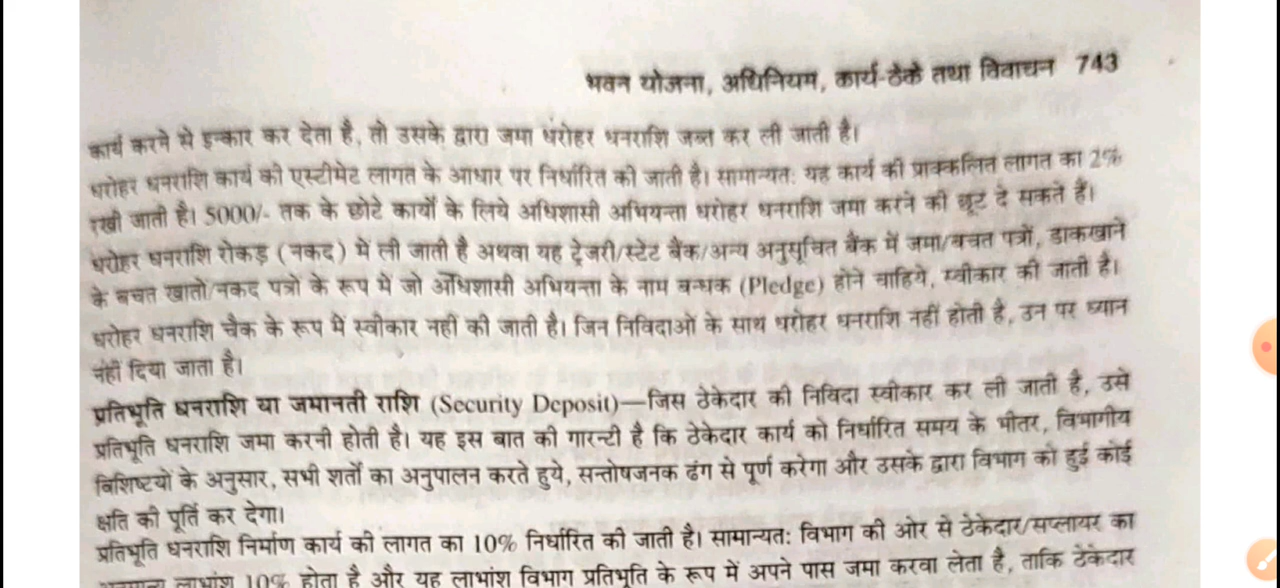 भवन योजना, अधिनियम, कार्य-ठेके तथा विवाचन 743
कार्य करने से इन्कार कर देता है, तो उसके द्वारा जमा धरोहर धनराशि जब्त कर ली जाती है।
धरोहर धनराशि कार्य की एस्टीमेट लागत के आधार पर निर्धारित की जाती है। सामान्यत: यह कार्य की प्राक्कलित लागत का 2%
रखी जाती है। 5000/- तक के छोटे कार्यों के लिये अधिशासी अभियन्ता धरोहर धनराशि जमा करने की छूट दे सकते हैं।
धरोहर धनराशि रोकड़ (नकद) में ली जाती है अथवा यह ट्रेजरी/स्टेट बैंक/अन्य अनुसूचित बैंक में जमा/बचत पत्रों, डाकखाने
के बचत खातो/नकद पत्रों के रूप में जो अधिशासी अभियन्ता के नाम बन्धक (Pledge) होने चाहिये, स्वीकार की जाती है।
धरोहर धनराशि चैक के रूप में स्वीकार नही की जाती है। जिन निविदाओ के साथ धरोहर धनराशि नहीं होती है, उन पर ध्यान
नहीं दिया जाता है।
प्रतिभूति धनराशि या जमानती राशि (Security Deposit)—जिस ठेकेदार की निविदा स्वीकार कर ली जाती है, उसे
प्रतिभूति धनराशि जमा करनी होती है। यह इस बात की गारन्टी है कि ठेकेदार कार्य को निर्धारित समय के भीतर, विभागीय
विशिष्टयों के अनुसार, सभी शर्तों का अनुपालन करते हुये, सन्तोषजनक ढंग से पूर्ण करेगा और उसके द्वारा विभाग को हुई कोई
क्षति की पूर्ति कर देगा।
प्रतिभूति धनराशि निर्माण कार्य की लागत का 10% निर्धारित की जाती है। सामान्यत: विभाग की ओर से ठेकेदार/सप्लायर का
लाभांश 10% होता है और यह लाभांश विभाग प्रतिभूति के रूप में अपने पास जमा करवा लेता है, ताकि ठेकेदार